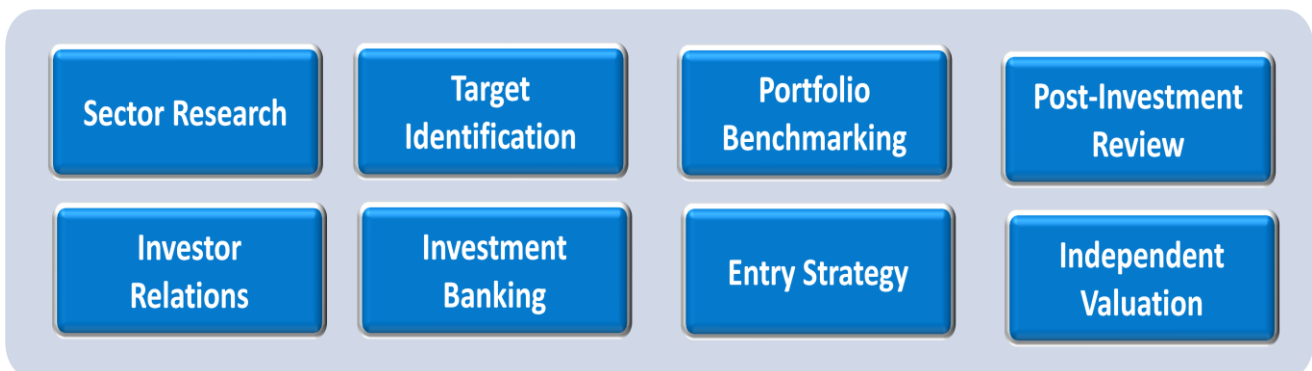 Sector Research
Target
Identification
Portfolio
Benchmarking
Post-Investment
Review
Investor
Relations
Investment
Banking
Entry Strategy
Independent
Valuation